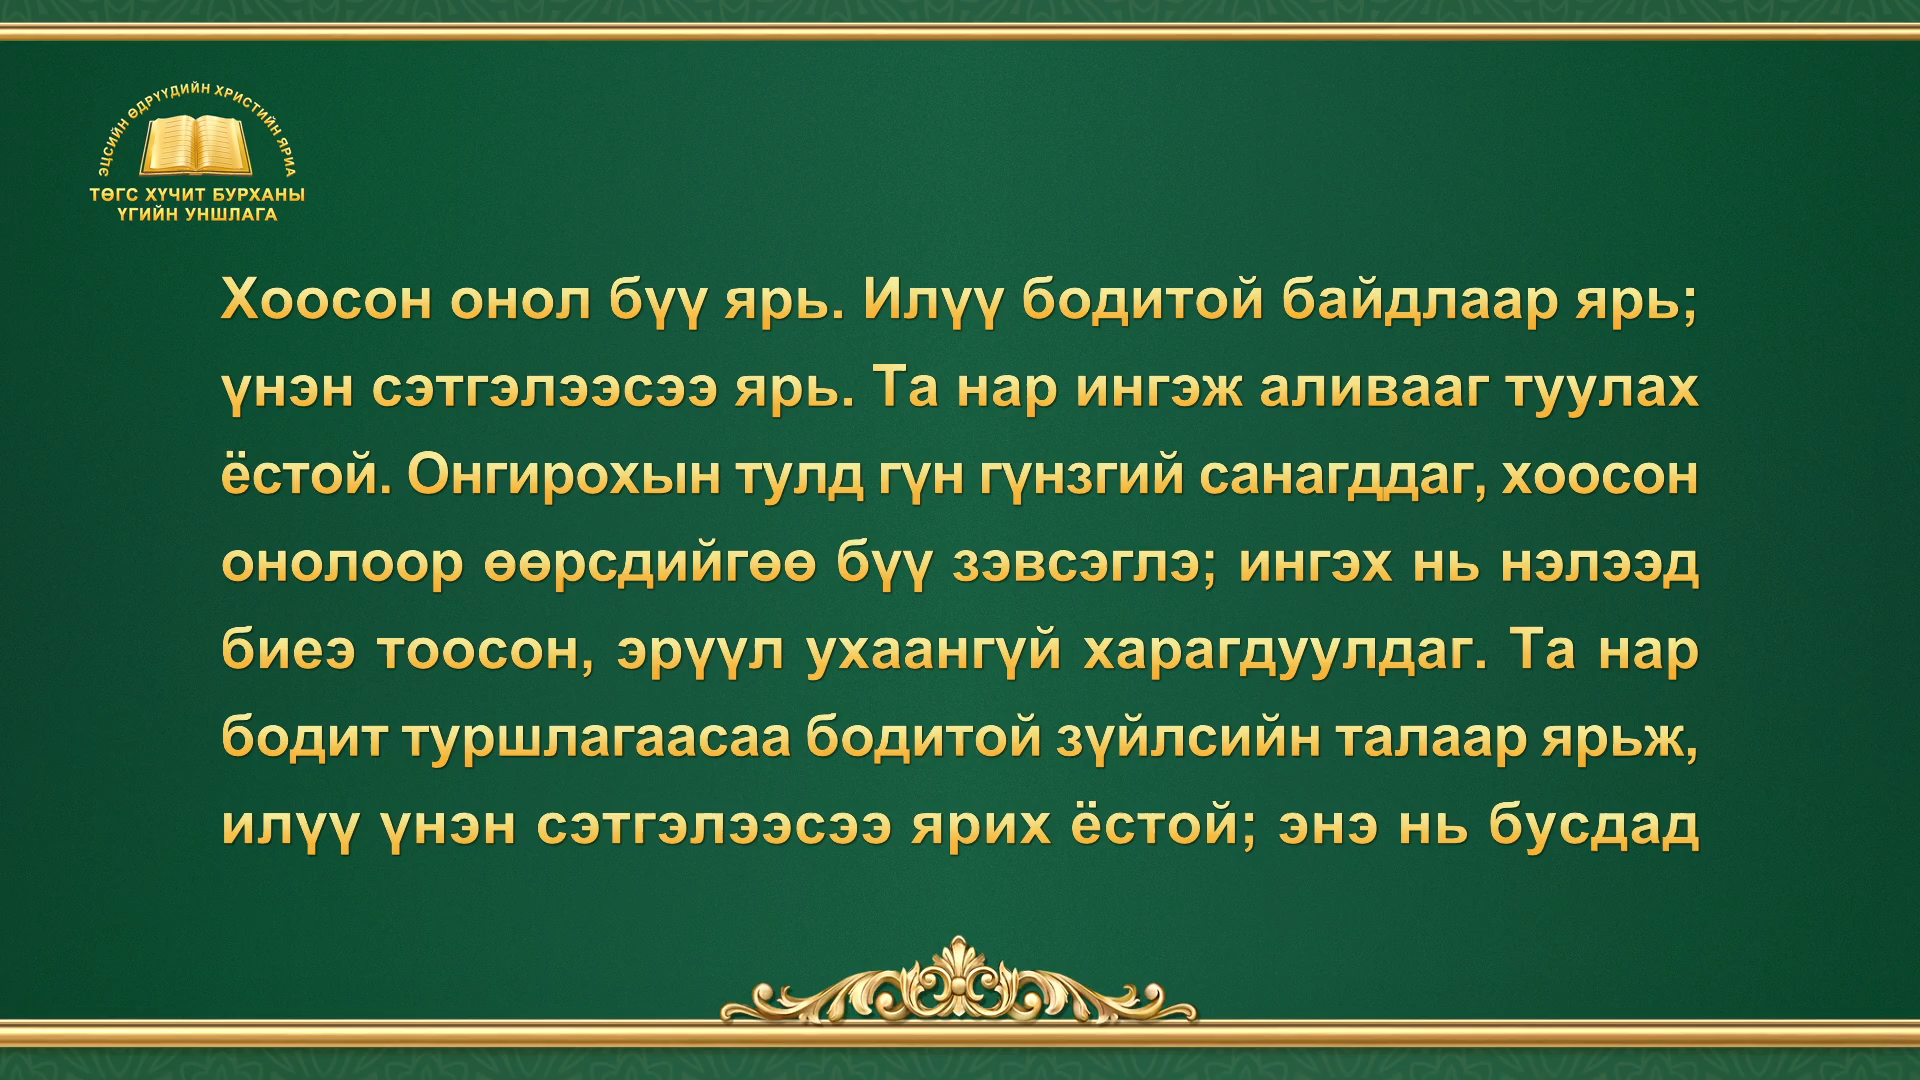 ЭЦСИЙН ӨДРҮҮДИЙН ХРИСТИЙН ЯРИА
ТӨГС ХҮЧИТ БУРХАНЫ
ҮГИЙН УНШЛАГА
Хоосон онол бүү ярь. Илүү бодитой байдлаар ярь;
үнэн сэтгэлээсээ ярь. Та нар ингэж аливааг туулах
ёстой. Онгирохын тулд гүн гүнзгий санагддаг, хоосон
онолоор өөрсдийгөө бүү зэвсэглэ; ингэх нь нэлээд
биеэ тоосон, эрүүл ухаангүй харагдуулдаг. Та нар
бодит туршлагаасаа бодитой зүйлсийн талаар ярьж,
илүү үнэн сэтгэлээсээ ярих ёстой; энэ нь бусдад